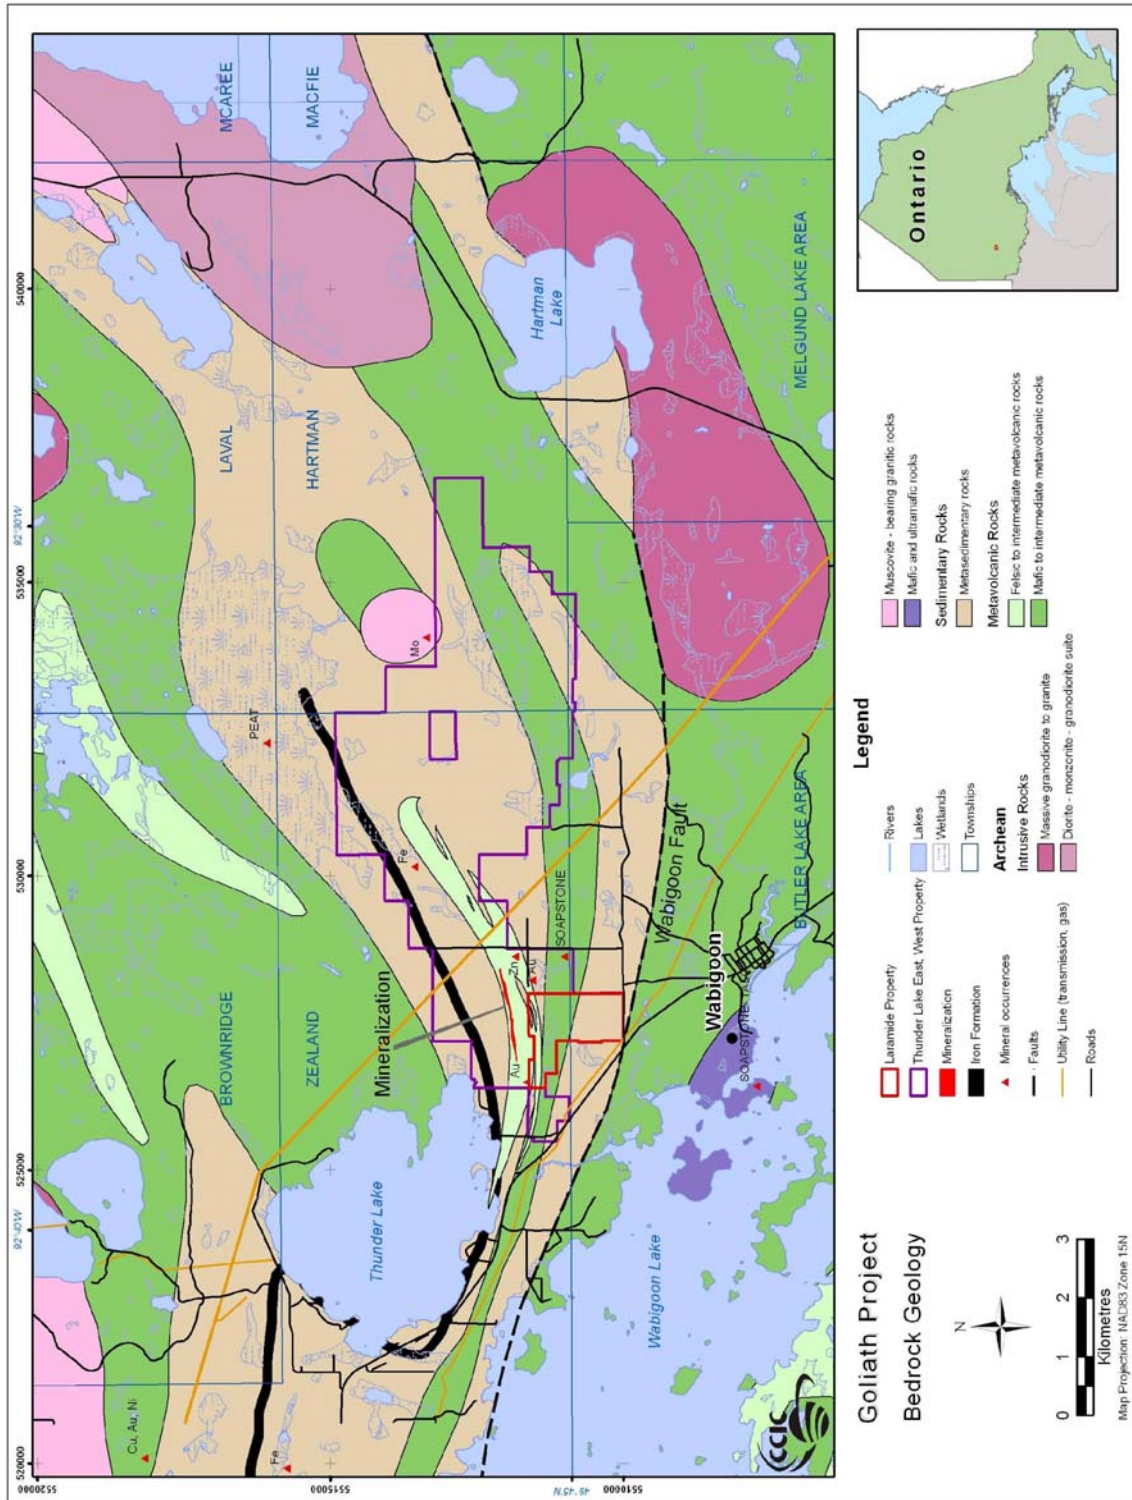 520000
525000
530000
535000
540000
92°40'W
92°30'W
5520000
5515000
49°45'N
5510000
Cu, Au, Ni
Fe
BROWNRIDGE
ZEALAND
LAVAL
HARTMAN
MCAREE
MACFIE
PEAT
Mineralization
Fe
Mo
Thunder Lake
Au
Zn
Au
SOAPSTONE
Hartman
Lake
Wabigoon Fault
Wabigoon Lake
Wabigoon
BUTLER LAKE AREA
MELGUND LAKE AREA
CCIC
Goliath Project
Bedrock Geology
N
0 1 2 3
Kilometres
Map Projection: NAD83 Zone 15N
Legend
Laramide Property
Thunder Lake East, West Property
Mineralization
Iron Formation
Mineral occurrences
Faults
Utility Line (transmission, gas)
Roads
Rivers
Lakes
Wetlands
Townships
Archean
Intrusive Rocks
Massive granodiorite to granite
Diorite - monzonite - granodiorite suite
Muscovite - bearing granitic rocks
Mafic and ultramafic rocks
Sedimentary Rocks
Metasedimentary rocks
Metavolcanic Rocks
Felsic to intermediate metavolcanic rocks
Mafic to intermediate metavolcanic rocks
Ontario